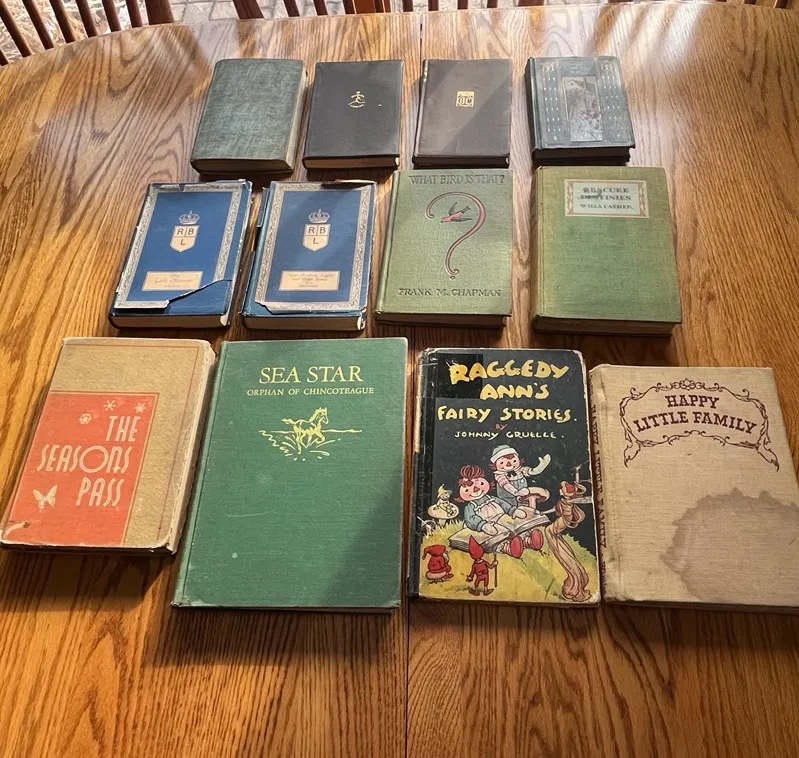 RBL
RBL
WHAT BIRD IS THAT?
FRANK M. CHAPMAN
OBSCURE
DESTINIES
WILLA CATHER
THE
SEASONS
PASS
SEA STAR
ORPHAN OF CHINCOTEAGUE
RAGGEDY
ANN'S
FAIRY STORIES.
BY
JOHNNY GRUELLE.
HAPPY
LITTLE FAMILY